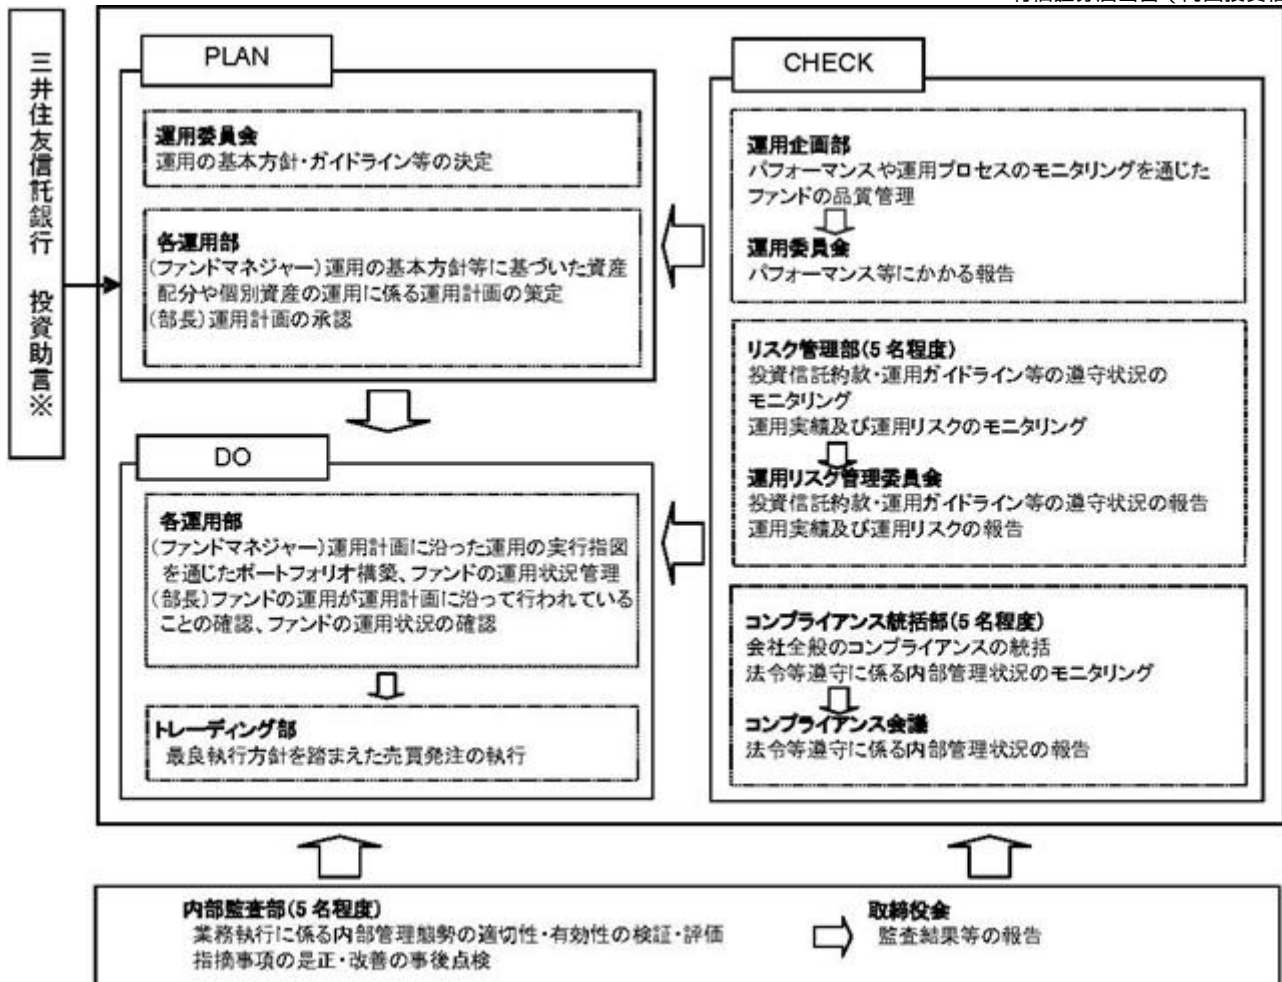 三井住友信託銀行 投資助言※
PLAN
運用委員会
運用の基本方針・ガイドライン等の決定
各運用部
(ファンドマネジャー)運用の基本方針等に基づいた資産
配分や個別資産の運用に係る運用計画の策定
(部長)運用計画の承認
DO
各運用部
(ファンドマネジャー)運用計画に沿った運用の実行指図
を通じたポートフォリオ構築、ファンドの運用状況管理
(部長)ファンドの運用が運用計画に沿って行われている
ことの確認、ファンドの運用状況の確認
トレーディング部
最良執行方針を踏まえた売買発注の執行
CHECK
運用企画部
パフォーマンスや運用プロセスのモニタリングを通じた
ファンドの品質管理
運用委員会
パフォーマンス等にかかる報告
リスク管理部(5名程度)
投資信託約款・運用ガイドライン等の遵守状況の
モニタリング
運用実績及び運用リスクのモニタリング
運用リスク管理委員会
投資信託約款・運用ガイドライン等の遵守状況の報告
運用実績及び運用リスクの報告
コンプライアンス統括部(5名程度)
会社全般のコンプライアンスの統括
法令等遵守に係る内部管理状況のモニタリング
コンプライアンス会議
法令等遵守に係る内部管理状況の報告
内部監査部(5名程度)
業務執行に係る内部管理態勢の適切性・有効性の検証・評価
指摘事項の是正・改善の事後点検
取締役会
監査結果等の報告